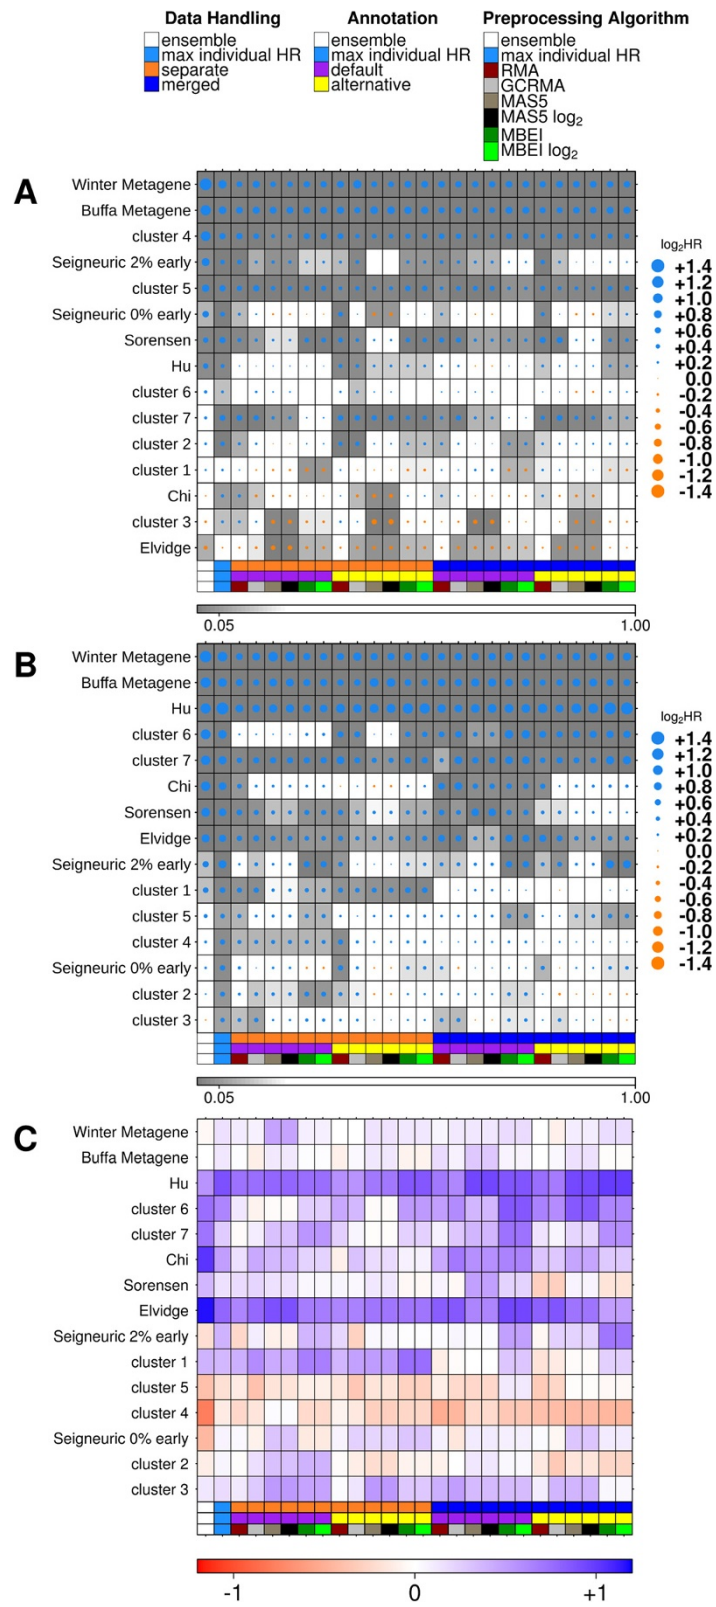 Data Handling
ensemble
max individual HR
separate
merged
Annotation
ensemble
max individual HR
default
alternative
Preprocessing Algorithm
ensemble
max individual HR
RMA
GCRMA
MAS5
MAS5 log2
MBEI
MBEI log2
A
Winter Metagene
Buffa Metagene
cluster 4
Seigneuric 2% early
cluster 5
Seigneuric 0% early
Sorensen
Hu
cluster 6
cluster 7
cluster 2
cluster 1
Chi
cluster 3
Elvidge
log2HR
+1.4
+1.2
+1.0
+0.8
+0.6
+0.4
+0.2
0.0
-0.2
-0.4
-0.6
-0.8
-1.0
-1.2
-1.4
0.05 1.00
B
Winter Metagene
Buffa Metagene
Hu
cluster 6
cluster 7
Chi
Sorensen
Elvidge
Seigneuric 2% early
cluster 1
cluster 5
cluster 4
Seigneuric 0% early
cluster 2
cluster 3
log2HR
+1.4
+1.2
+1.0
+0.8
+0.6
+0.4
+0.2
0.0
-0.2
-0.4
-0.6
-0.8
-1.0
-1.2
-1.4
0.05 1.00
C
Winter Metagene
Buffa Metagene
Hu
cluster 6
cluster 7
Chi
Sorensen
Elvidge
Seigneuric 2% early
cluster 1
cluster 5
cluster 4
Seigneuric 0% early
cluster 2
cluster 3
-1 0 +1